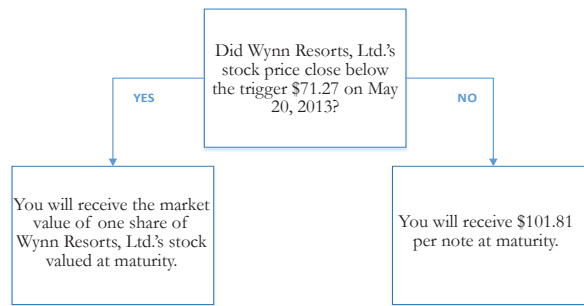 Did Wynn Resorts, Ltd.'s
stock price close below
the trigger $71.27 on May
20, 2013?
YES
NO
You will receive the market
value of one share of
Wynn Resorts, Ltd.'s stock
valued at maturity.
You will receive $101.81
per note at maturity.